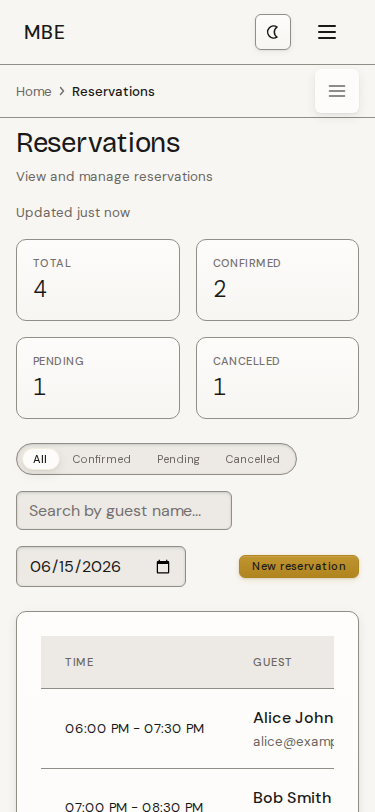 MBE
Home > Reservations
Reservations
View and manage reservations
Updated just now
TOTAL
4
CONFIRMED
2
PENDING
1
CANCELLED
1
All Confirmed Pending Cancelled
Search by guest name...
06/15/2026
New reservation
TIME GUEST
06:00 PM - 07:30 PM
Alice John
alice@examp
07:00 PM - 08:30 PM
Bob Smith